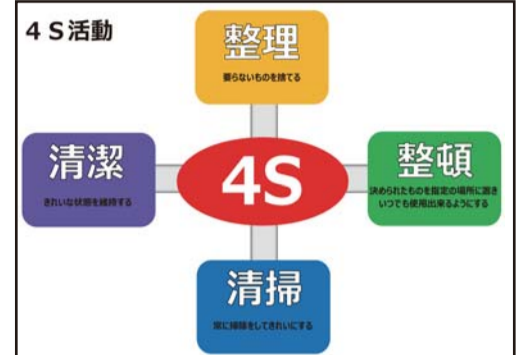 4S活動
整理
要らないものを捨てる
清潔
きれいな状態を維持する
4S
整頓
決められたものを指定の場所に置き
いつでも使用出来るようにする
清掃
常に掃除をしてきれいにする